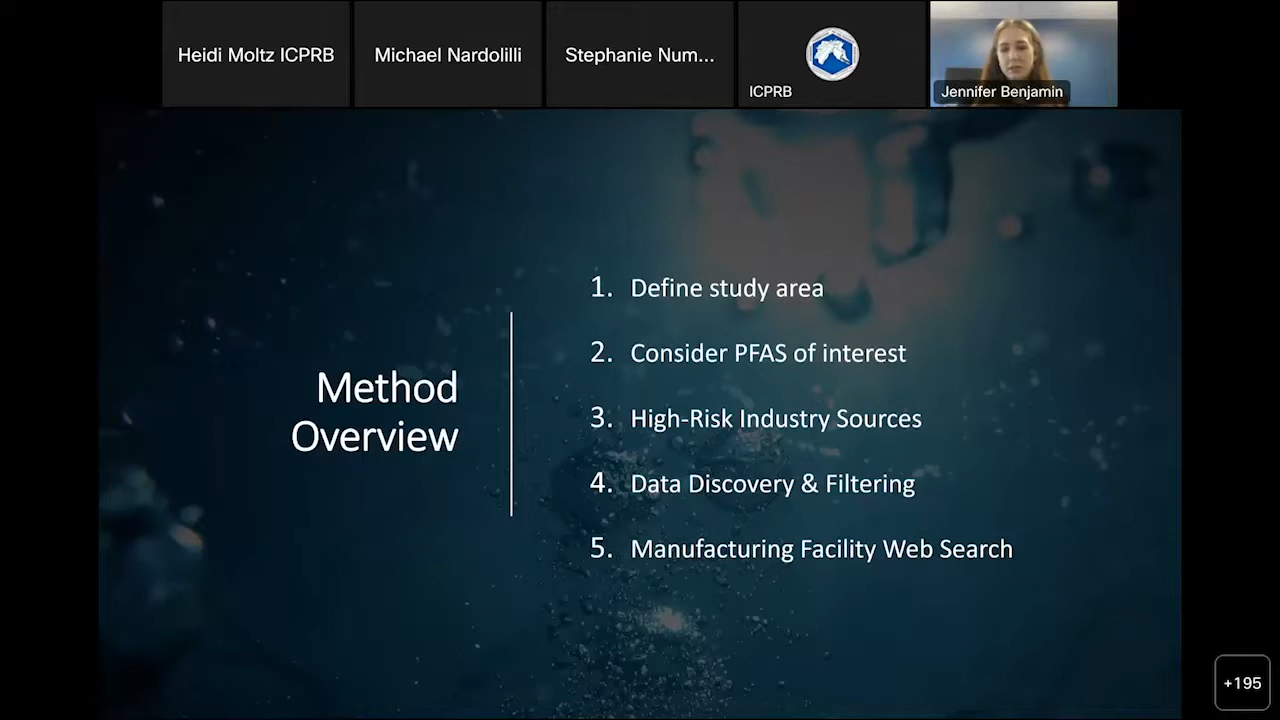 Heidi Moltz ICPRB
Michael Nardolilli
Stephanie Num...
ICPRB
Jennifer Benjamin
Method
Overview
1. Define study area
2. Consider PFAS of interest
3. High-Risk Industry Sources
4. Data Discovery & Filtering
5. Manufacturing Facility Web Search
+195